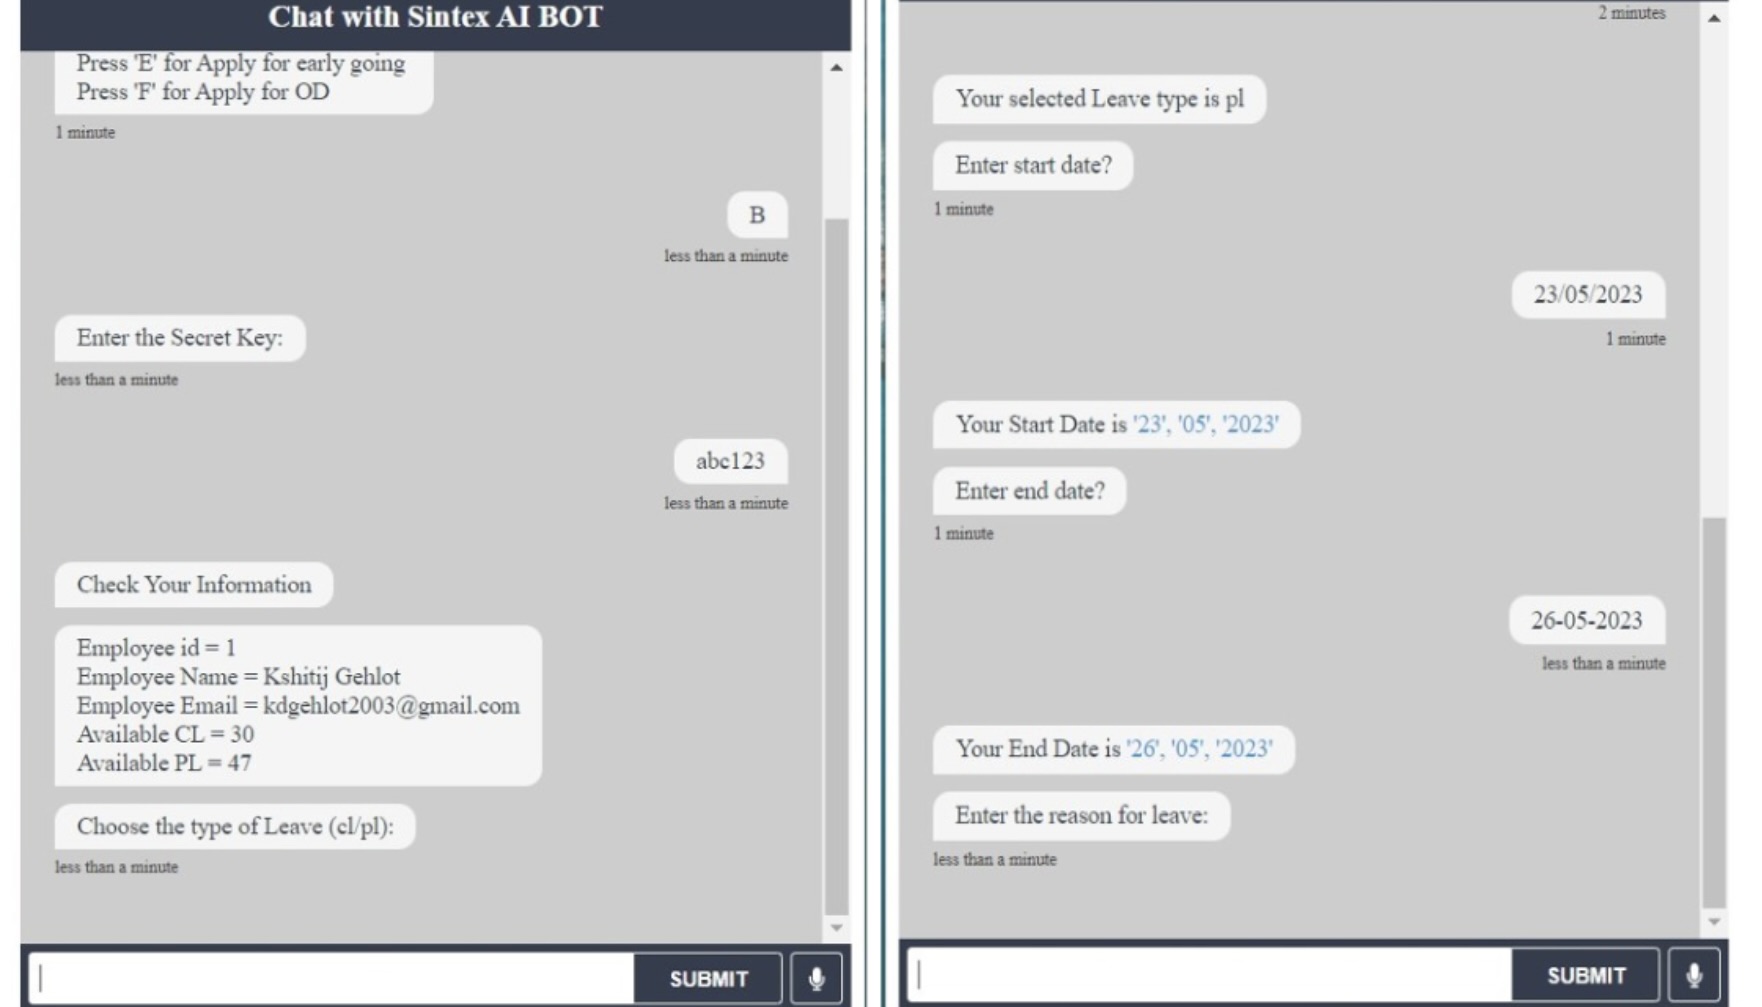 Chat with Sintex AI BOT
Press 'E' for Apply for early going
Press 'F' for Apply for OD
1 minute
B
less than a minute
Enter the Secret Key:
less than a minute
abc123
less than a minute
Check Your Information
Employee id = 1
Employee Name = Kshitij Gehlot
Employee Email = kdgehlot2003@gmail.com
Available CL = 30
Available PL = 47
Choose the type of Leave (cl/pl):
less than a minute
SUBMIT
2 minutes
Your selected Leave type is pl
Enter start date?
1 minute
23/05/2023
1 minute
Your Start Date is '23', '05', '2023'
Enter end date?
1 minute
26-05-2023
less than a minute
Your End Date is '26', '05', '2023'
Enter the reason for leave:
less than a minute
SUBMIT